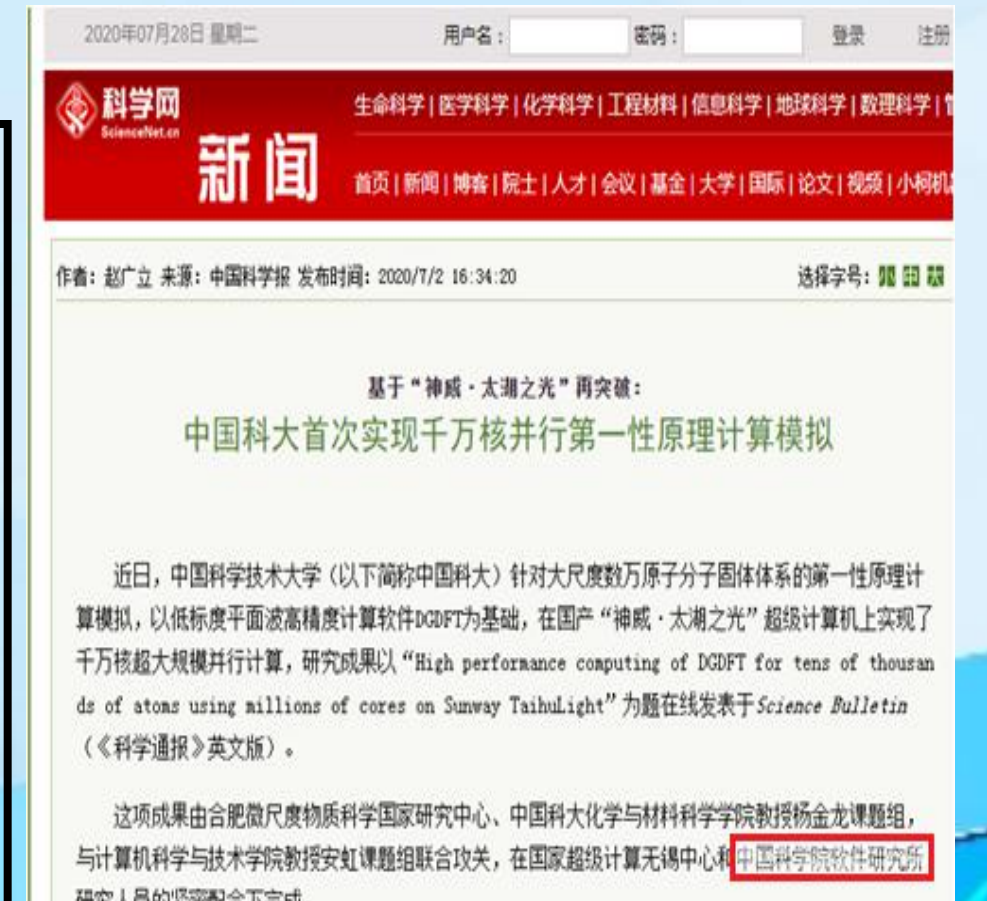 2020年07月28日 星期二 用户名： 密码： 登录 注册
科学网
ScienceNet.cn
新闻
生命科学 | 医学科学 | 化学科学 | 工程材料 | 信息科学 | 地球科学 | 数理科学 |
首页 | 新闻 | 博客 | 院士 | 人才 | 会议 | 基金 | 大学 | 国际 | 论文 | 视频 | 小柯机
作者：赵广立 来源：中国科学报 发布时间：2020/7/2 16:34:20 选择字号：小 中 大
基于“神威·太湖之光”再突破：
中国科大首次实现千万核并行第一性原理计算模拟
近日，中国科学技术大学（以下简称中国科大）针对大尺度数万原子分子固体体系的第一性原理计
算模拟，以低标度平面波高精度计算软件DGDFT为基础，在国产“神威·太湖之光”超级计算机上实现了
千万核超大规模并行计算，研究成果以“High performance computing of DGDFT for tens of thousan
ds of atoms using millions of cores on Sunway TaihuLight”为题在线发表于Science Bulletin
（《科学通报》英文版）。
这项成果由合肥微尺度物质科学国家研究中心、中国科大化学与材料科学学院教授杨金龙课题组，
与计算机科学与技术学院教授安虹课题组联合攻关，在国家超级计算无锡中心和中国科学院软件研究所
研究人员的紧密配合下完成